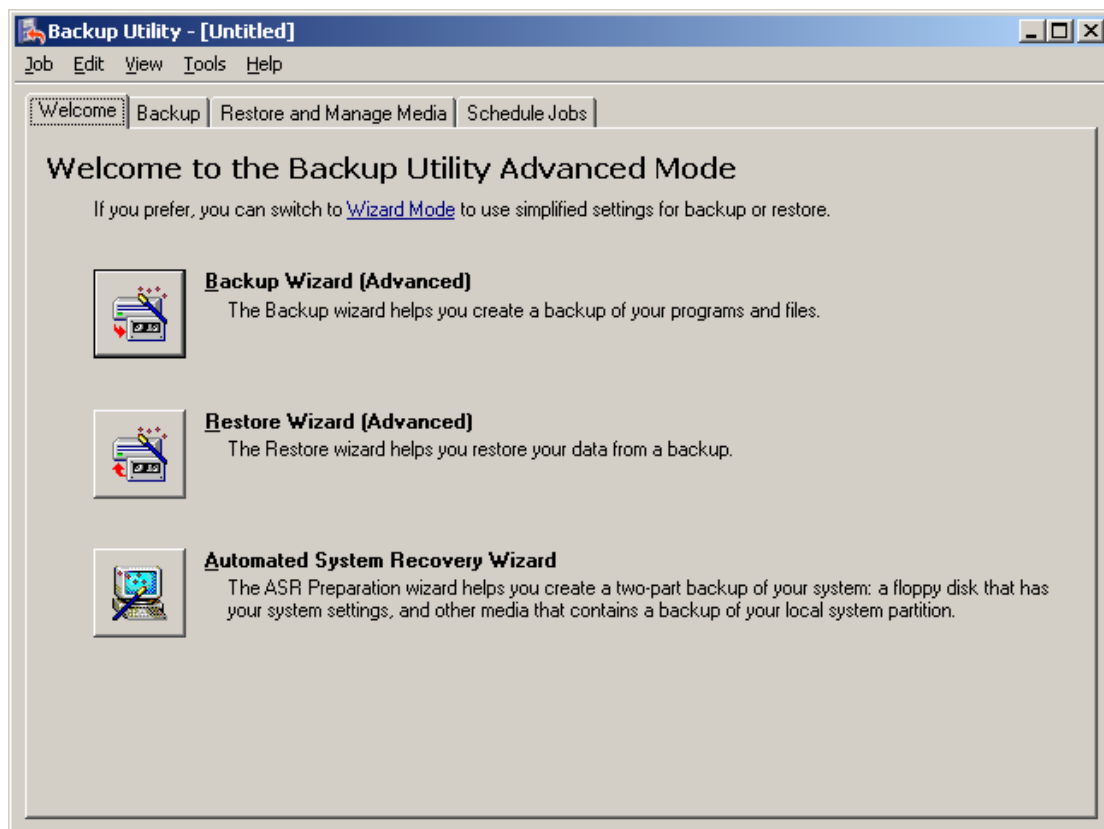 Backup Utility - [Untitled]
Job Edit View Tools Help
Welcome Backup Restore and Manage Media Schedule Jobs
Welcome to the Backup Utility Advanced Mode
If you prefer, you can switch to Wizard Mode to use simplified settings for backup or restore.
Backup Wizard (Advanced)
The Backup wizard helps you create a backup of your programs and files.
Restore Wizard (Advanced)
The Restore wizard helps you restore your data from a backup.
Automated System Recovery Wizard
The ASR Preparation wizard helps you create a two-part backup of your system: a floppy disk that has
your system settings, and other media that contains a backup of your local system partition.